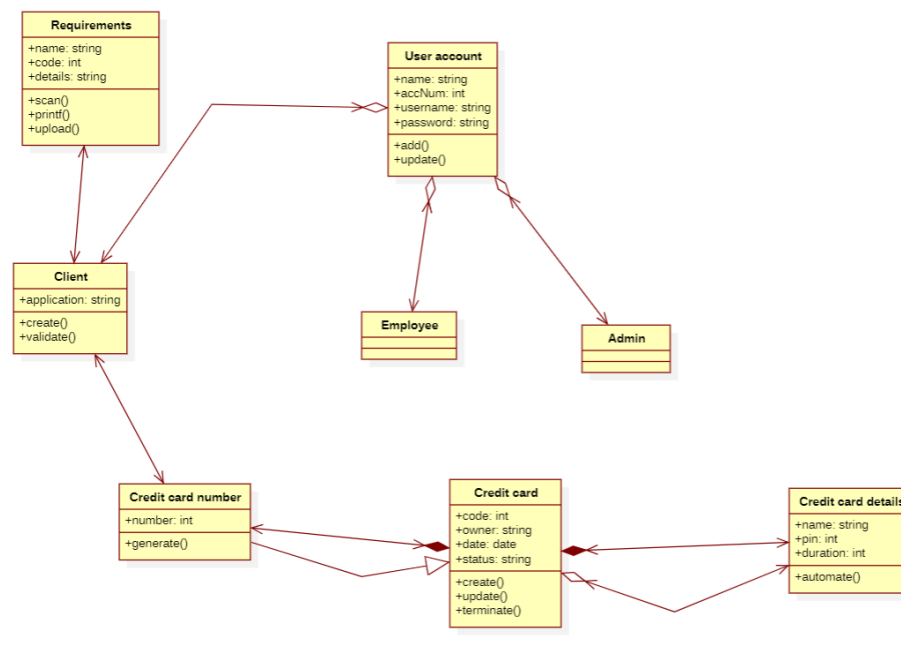 Requirements
+name: string
+code: int
+details: string
+scan()
+printf()
+upload()
User account
+name: string
+accNum: int
+username: string
+password: string
+add()
+update()
Client
+application: string
+create()
+validate()
Employee
Admin
Credit card number
+number: int
+generate()
Credit card
+code: int
+owner: string
+date: date
+status: string
+create()
+update()
+terminate()
Credit card details
+name: string
+pin: int
+duration: int
+automate()